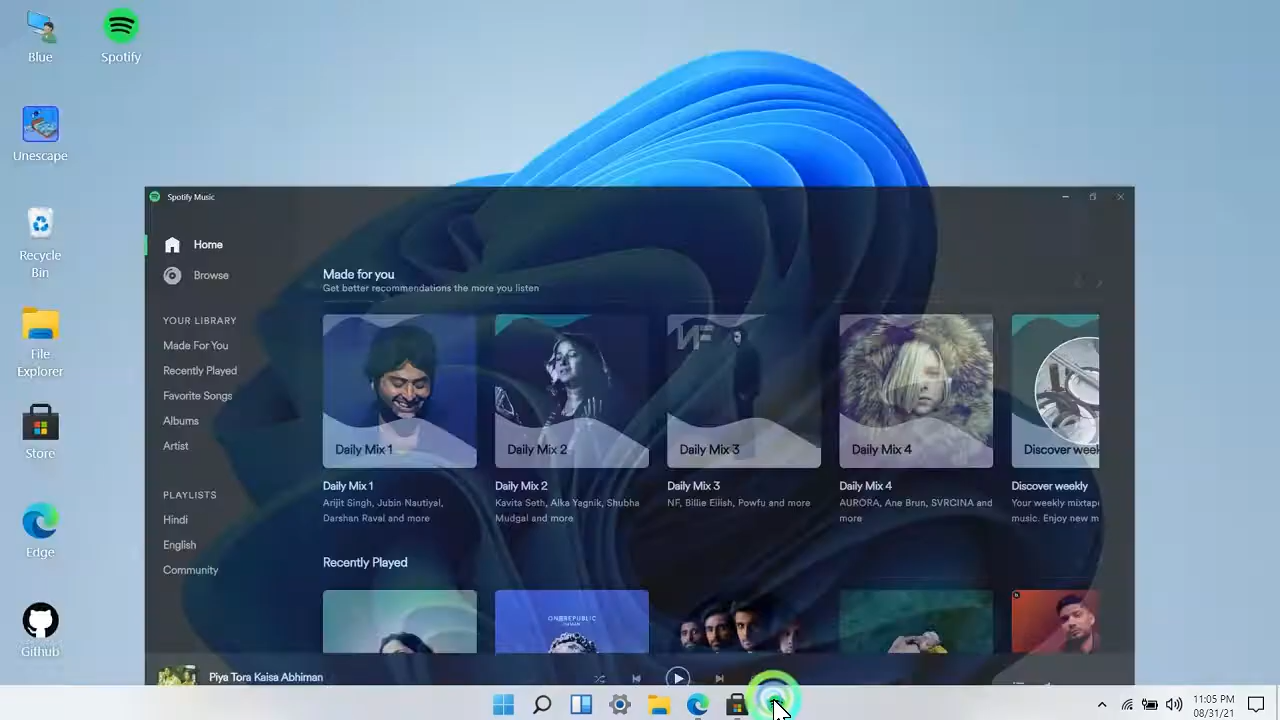 Blue
Spotify
Unescape
Recycle
Bin
File
Explorer
Store
Edge
Github
Spotify Music
Home
Browse
YOUR LIBRARY
Made For You
Recently Played
Favorite Songs
Albums
Artist
PLAYLISTS
Hindi
English
Community
Made for you
Get better recommendations the more you listen
Daily Mix 1
Daily Mix 1
Arijit Singh, Jubin Nautiyal,
Darshan Raval and more
Daily Mix 2
Daily Mix 2
Kavita Seth, Alka Yagnik, Shubha
Mudgal and more
NF
Daily Mix 3
Daily Mix 3
NF, Billie Eilish, Powfu and more
Daily Mix 4
Daily Mix 4
AURORA, Ane Brun, SVRCINA and
more
Discover week
Discover weekly
Your weekly mixtap
music. Enjoy new m
Recently Played
ONEREPUBLIC
Piya Tora Kaisa Abhiman
11:05 PM
08/31/21